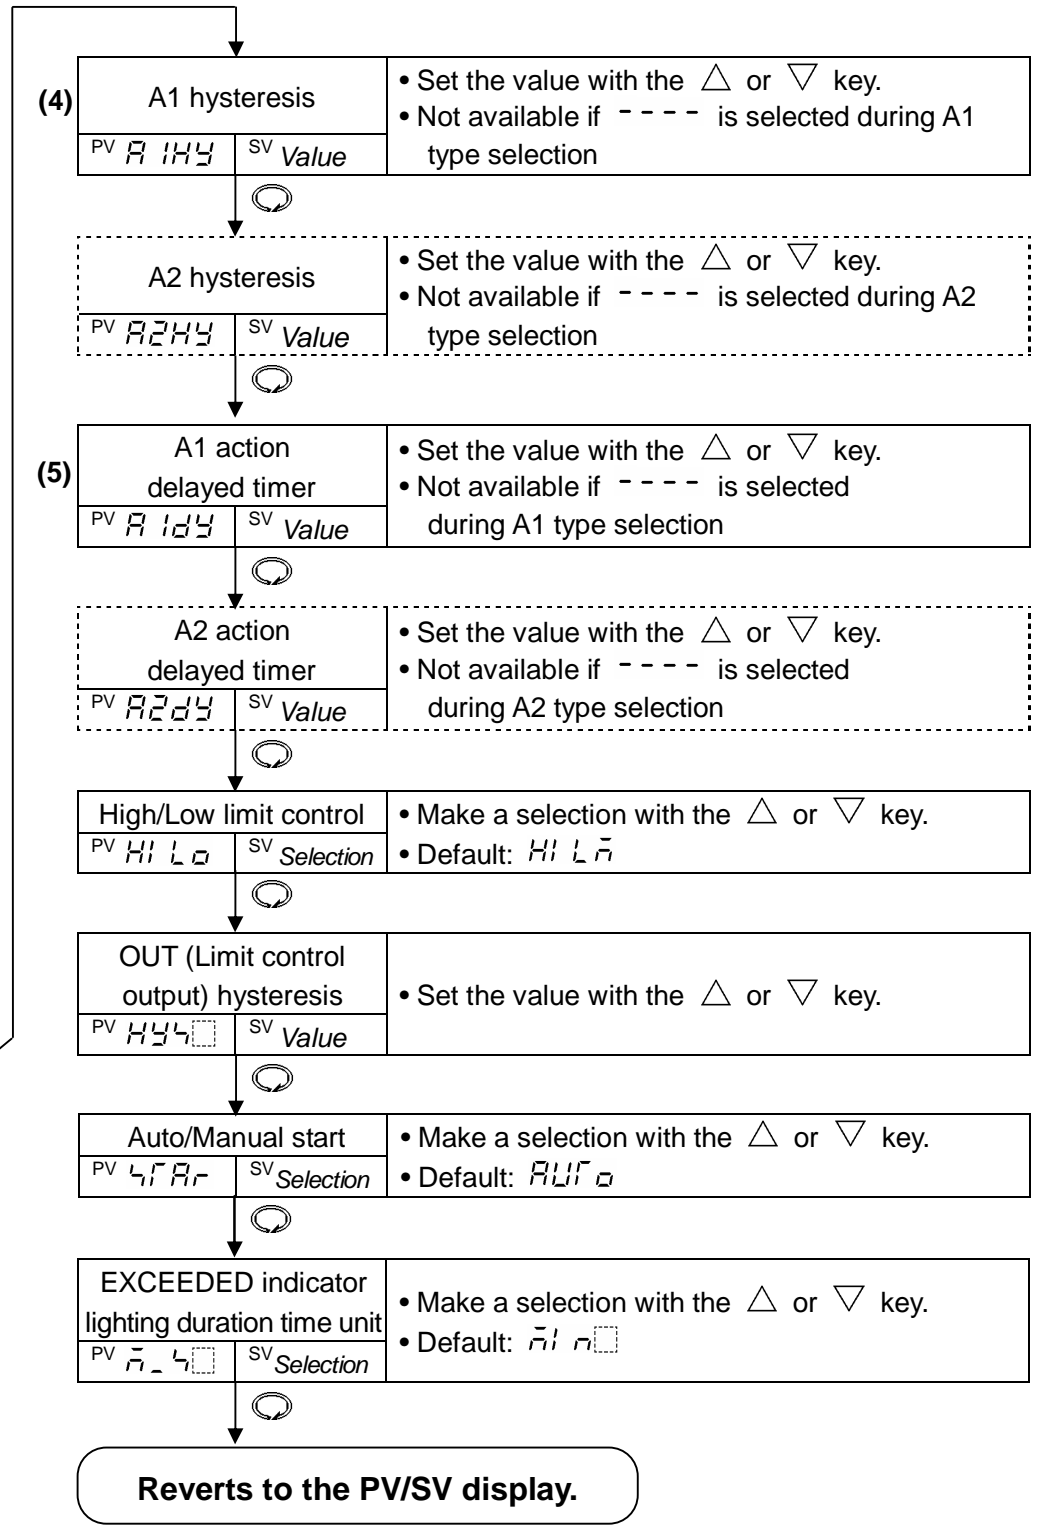 (4)
A1 hysteresis
PV A1HY SV Value
• Set the value with the △ or ▽ key.
• Not available if ---- is selected during A1
type selection
A2 hysteresis
PV A2HY SV Value
• Set the value with the △ or ▽ key.
• Not available if ---- is selected during A2
type selection
(5)
A1 action
delayed timer
PV A1dY SV Value
• Set the value with the △ or ▽ key.
• Not available if ---- is selected
during A1 type selection
A2 action
delayed timer
PV A2dY SV Value
• Set the value with the △ or ▽ key.
• Not available if ---- is selected
during A2 type selection
High/Low limit control
PV HILo SV Selection
• Make a selection with the △ or ▽ key.
• Default: HILM
OUT (Limit control
output) hysteresis
PV HYS□ SV Value
• Set the value with the △ or ▽ key.
Auto/Manual start
PV STAR SV Selection
• Make a selection with the △ or ▽ key.
• Default: AUTo
EXCEEDED indicator
lighting duration time unit
PV M_S□ SV Selection
• Make a selection with the △ or ▽ key.
• Default: MIN□
Reverts to the PV/SV display.